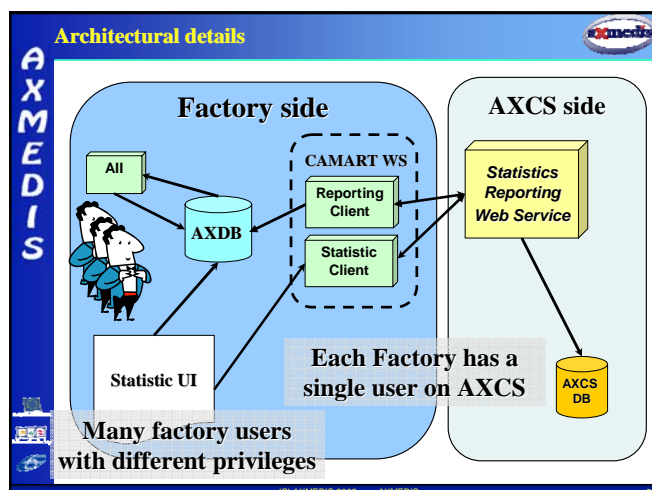 Architectural details
aXmedis
AXMEDIS
Factory side
AXCS side
CAMART WS
All
Reporting
Client
AXDB
Statistic
Client
Statistics
Reporting
Web Service
Statistic UI
Each Factory has a
single user on AXCS
AXCS
DB
Many factory users
with different privileges